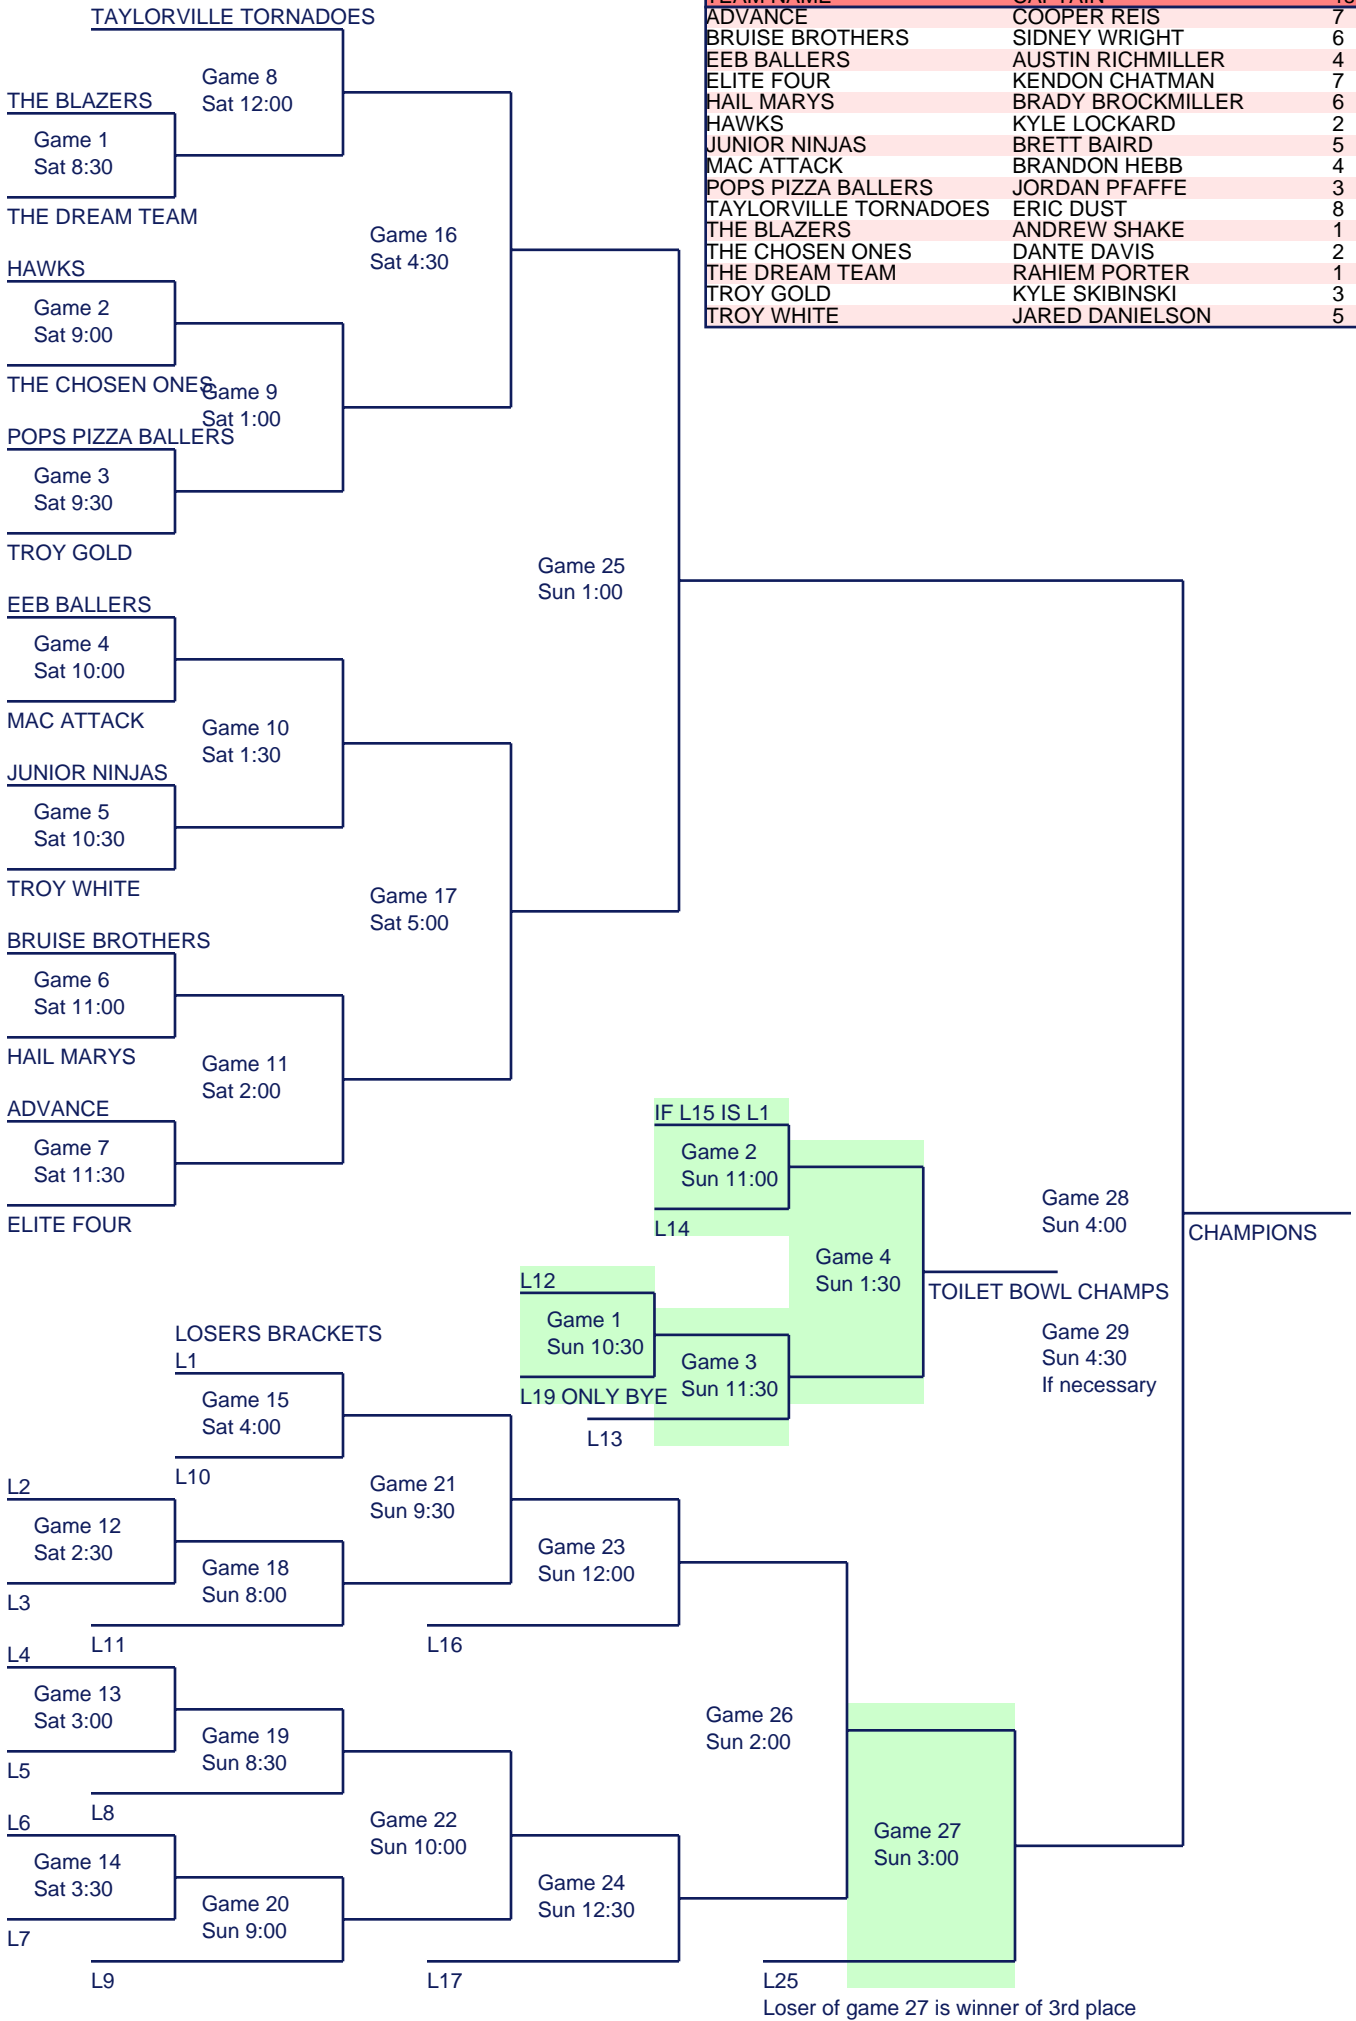 TAYLORVILLE TORNADOES
Game 8
Sat 12:00
THE BLAZERS
Game 1
Sat 8:30
THE DREAM TEAM
Game 16
Sat 4:30
HAWKS
Game 2
Sat 9:00
THE CHOSEN ONES
Game 9
Sat 1:00
POPS PIZZA BALLERS
Game 3
Sat 9:30
TROY GOLD
Game 25
Sun 1:00
EEB BALLERS
Game 4
Sat 10:00
MAC ATTACK
Game 10
Sat 1:30
JUNIOR NINJAS
Game 5
Sat 10:30
TROY WHITE
Game 17
Sat 5:00
BRUISE BROTHERS
Game 6
Sat 11:00
HAIL MARYS
Game 11
Sat 2:00
ADVANCE
Game 7
Sat 11:30
ELITE FOUR
ADVANCE COOPER REIS 7
BRUISE BROTHERS SIDNEY WRIGHT 6
EEB BALLERS AUSTIN RICHMILLER 4
ELITE FOUR KENDON CHATMAN 7
HAIL MARYS BRADY BROCKMILLER 6
HAWKS KYLE LOCKARD 2
JUNIOR NINJAS BRETT BAIRD 5
MAC ATTACK BRANDON HEBB 4
POPS PIZZA BALLERS JORDAN PFAFFE 3
TAYLORVILLE TORNADOES ERIC DUST 8
THE BLAZERS ANDREW SHAKE 1
THE CHOSEN ONES DANTE DAVIS 2
THE DREAM TEAM RAHIEM PORTER 1
TROY GOLD KYLE SKIBINSKI 3
TROY WHITE JARED DANIELSON 5
IF L15 IS L1
Game 2
Sun 11:00
L14
Game 4
Sun 1:30
L12
Game 1
Sun 10:30
L19 ONLY BYE
Game 3
Sun 11:30
L13
TOILET BOWL CHAMPS
Game 28
Sun 4:00
CHAMPIONS
Game 29
Sun 4:30
If necessary
LOSERS BRACKETS
L1
Game 15
Sat 4:00
L10
Game 21
Sun 9:30
L2
Game 12
Sat 2:30
L3
Game 18
Sun 8:00
L11
Game 23
Sun 12:00
L16
L4
Game 13
Sat 3:00
L5
Game 19
Sun 8:30
L8
Game 26
Sun 2:00
L6
Game 14
Sat 3:30
L7
Game 22
Sun 10:00
Game 20
Sun 9:00
L9
Game 24
Sun 12:30
L17
Game 27
Sun 3:00
L25
Loser of game 27 is winner of 3rd place